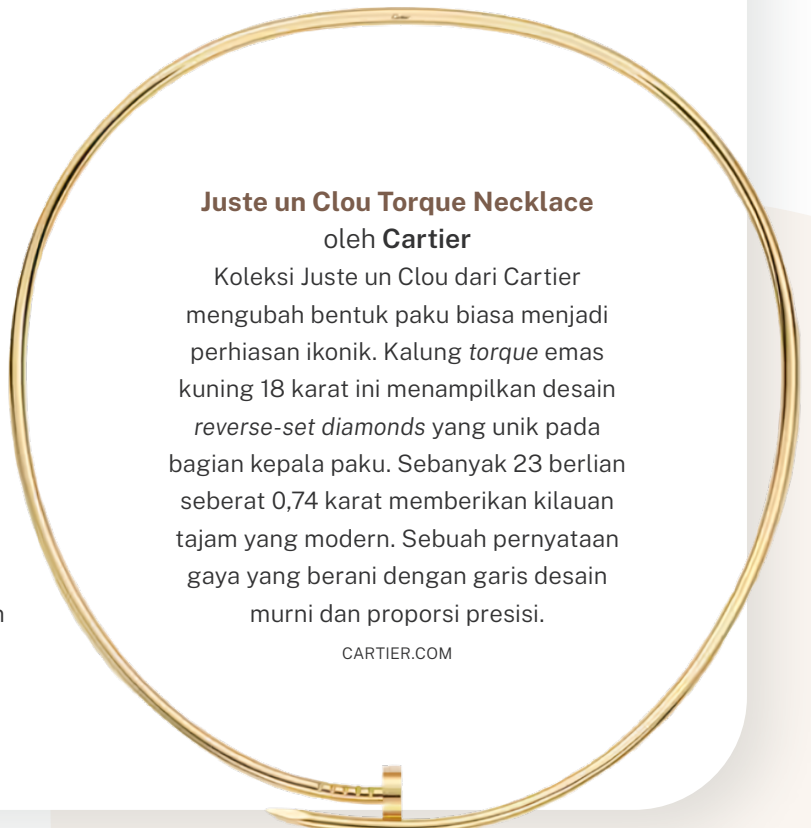 Cartier
Juste un Clou Torque Necklace
oleh Cartier
Koleksi Juste un Clou dari Cartier
mengubah bentuk paku biasa menjadi
perhiasan ikonik. Kalung torque emas
kuning 18 karat ini menampilkan desain
reverse-set diamonds yang unik pada
bagian kepala paku. Sebanyak 23 berlian
seberat 0,74 karat memberikan kilauan
tajam yang modern. Sebuah pernyataan
gaya yang berani dengan garis desain
murni dan proporsi presisi.
CARTIER.COM